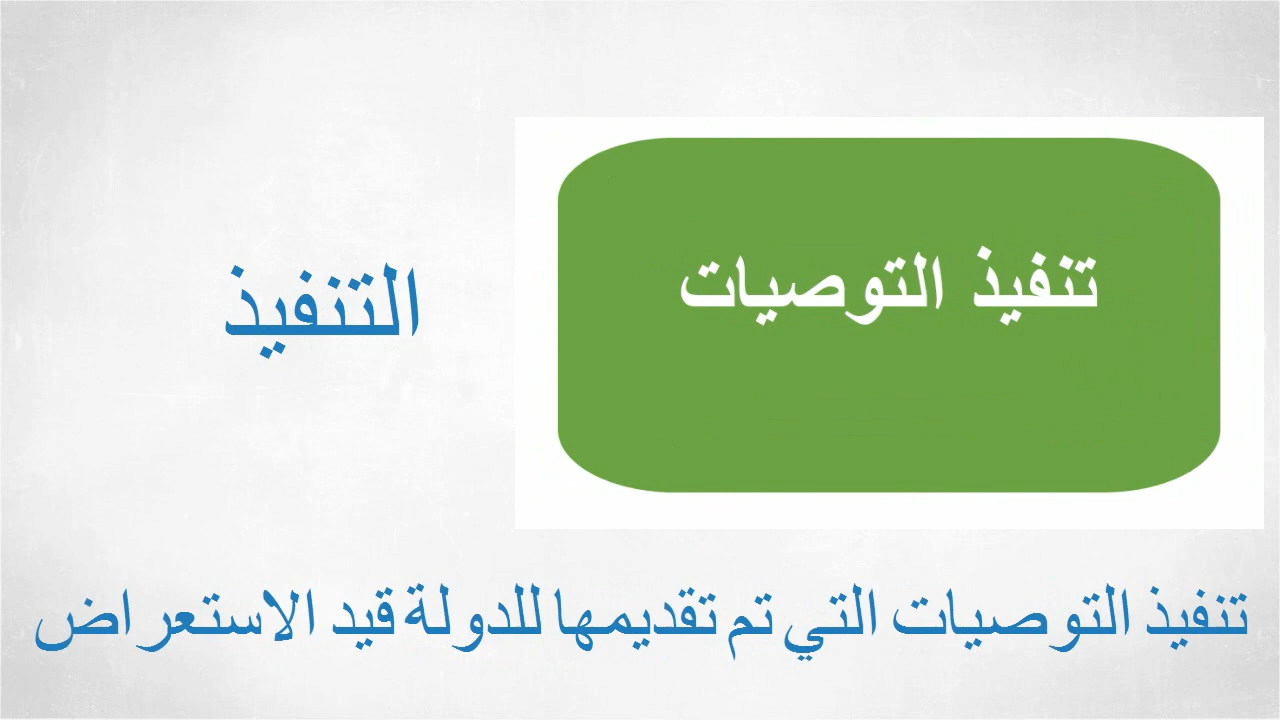 تنفيذ التوصيات
التنفيذ
تنفيذ التوصيات التي تم تقديمها للدولة قيد الاستعراض